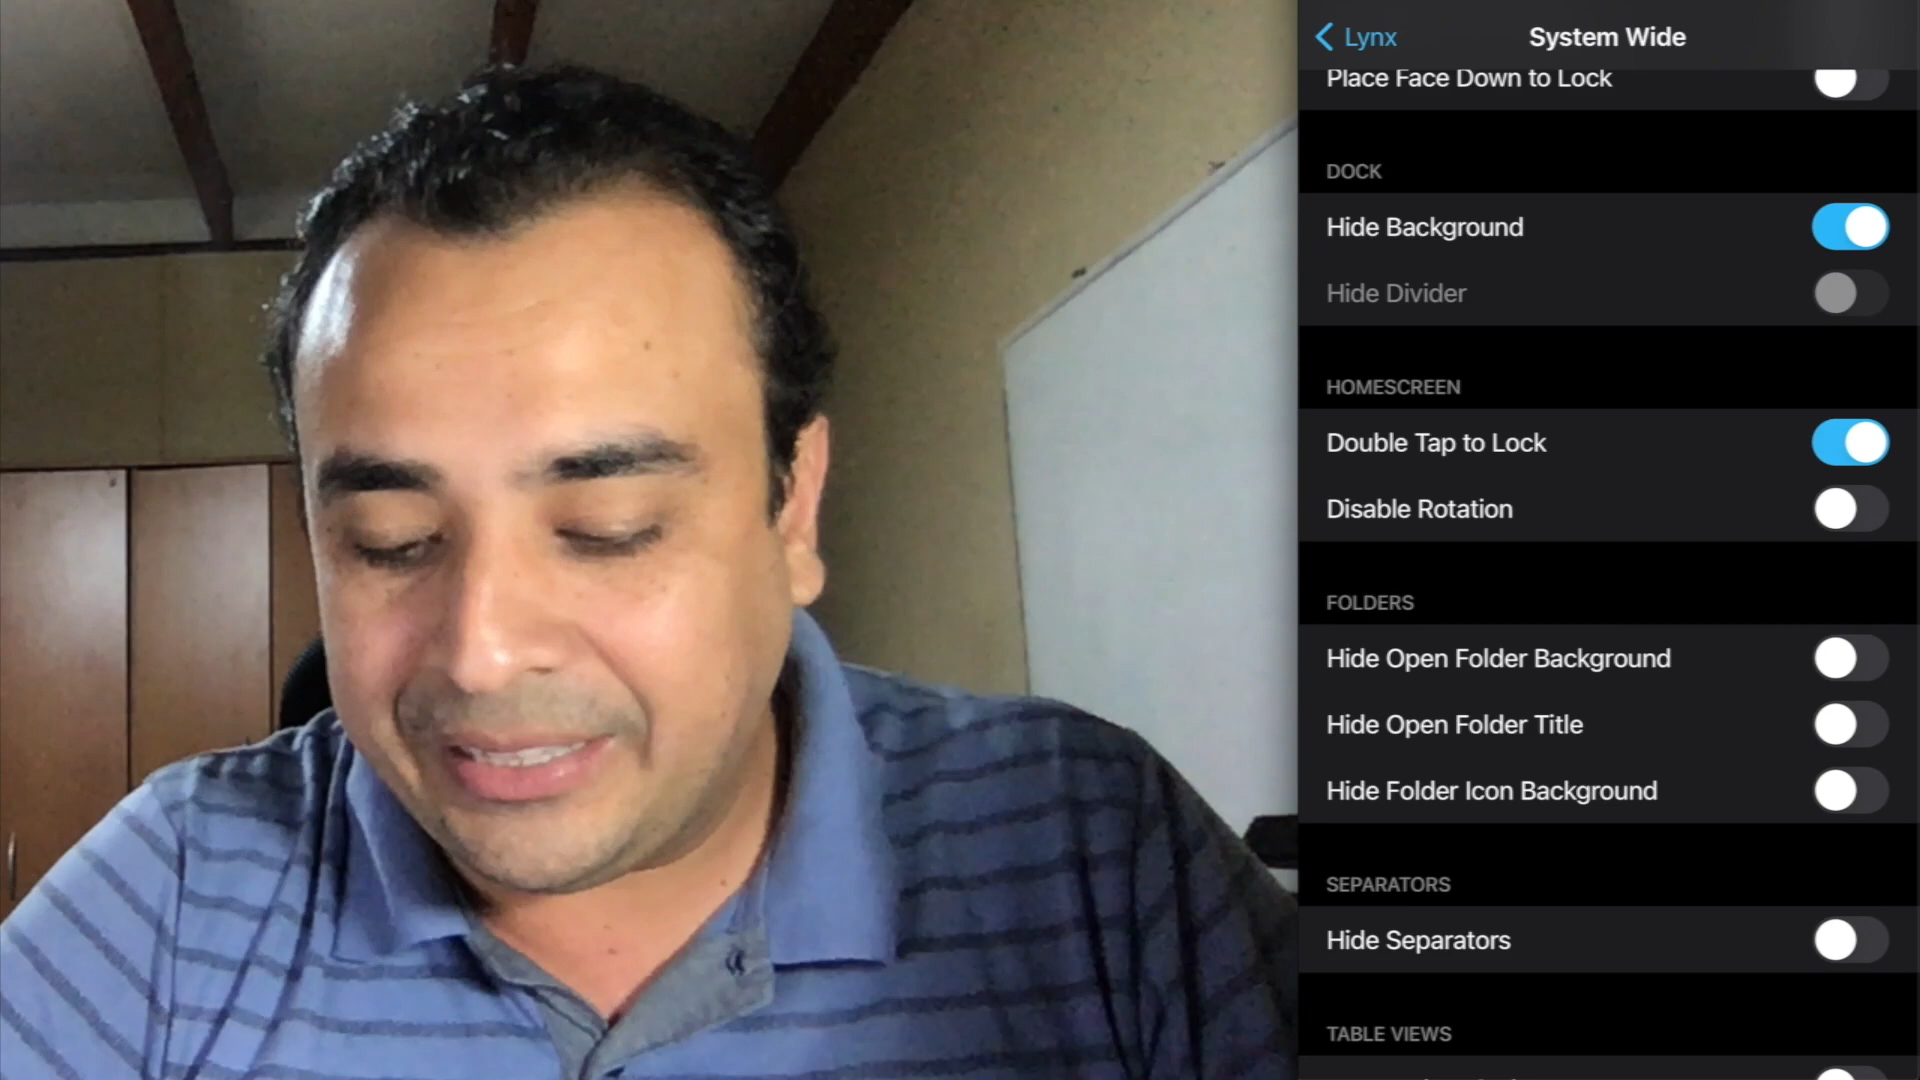 Lynx
System Wide
Place Face Down to Lock
DOCK
Hide Background
Hide Divider
HOMESCREEN
Double Tap to Lock
Disable Rotation
FOLDERS
Hide Open Folder Background
Hide Open Folder Title
Hide Folder Icon Background
SEPARATORS
Hide Separators
TABLE VIEWS